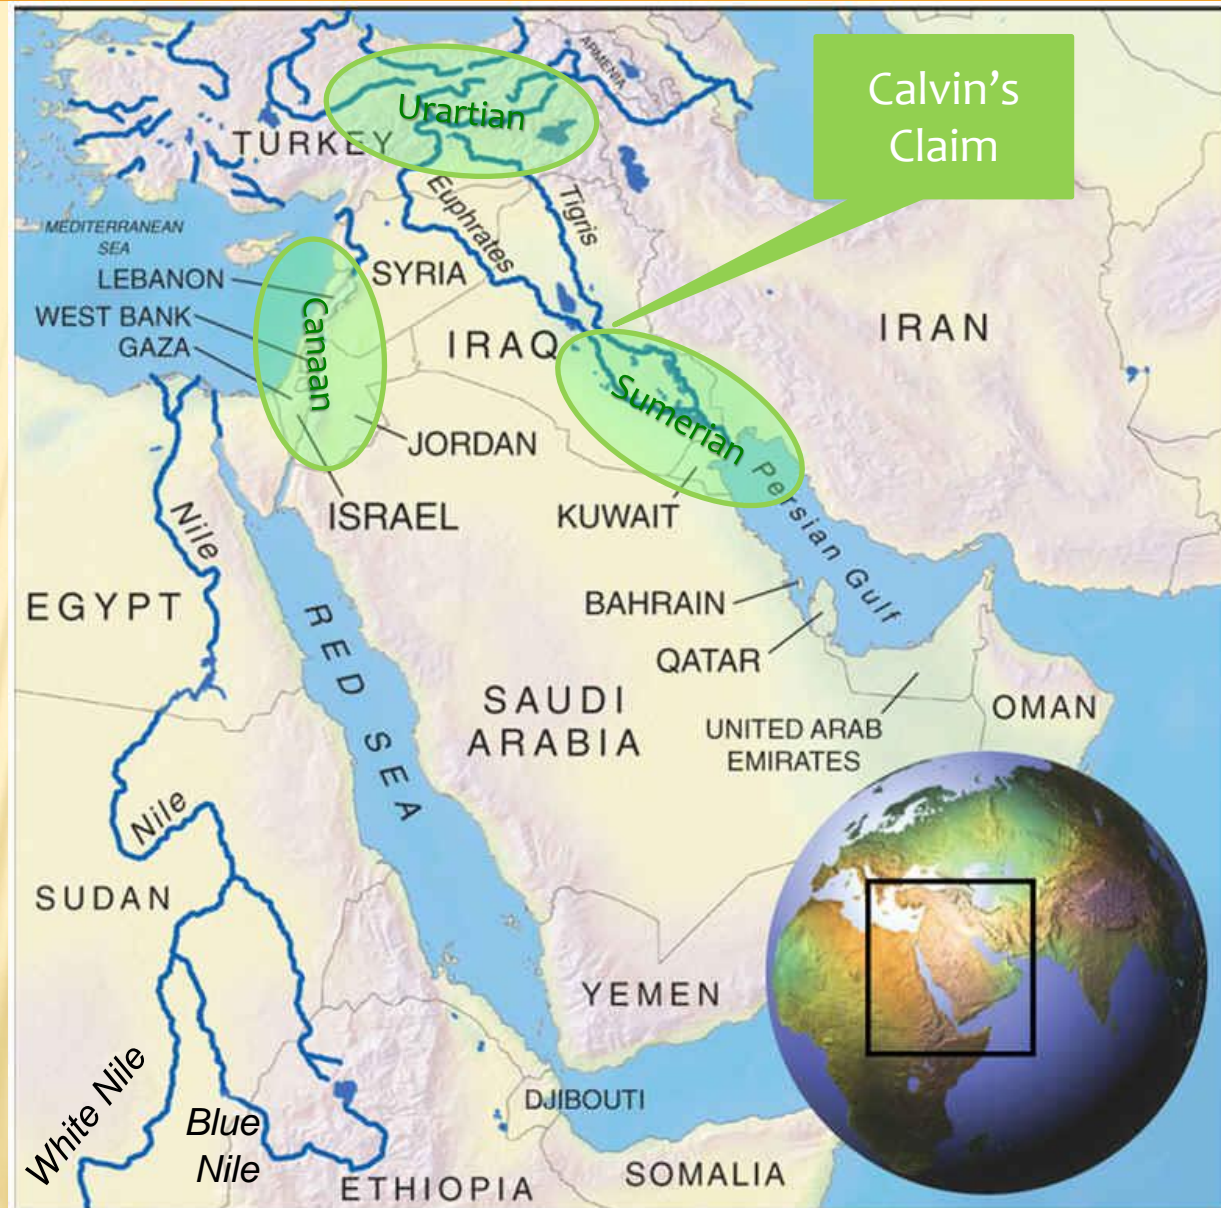 ARMENIA
Calvin's
Claim
Urartian
TURKEY
Euphrates
Tigris
MEDITERRANEAN
SEA
LEBANON
SYRIA
WEST BANK
GAZA
Canaan
IRAQ
IRAN
Sumerian
JORDAN
ISRAEL
KUWAIT
Persian Gulf
Nile
EGYPT
RED SEA
BAHRAIN
QATAR
SAUDI
ARABIA
UNITED ARAB
EMIRATES
OMAN
Nile
SUDAN
YEMEN
White Nile
Blue
Nile
DJIBOUTI
ETHIOPIA
SOMALIA